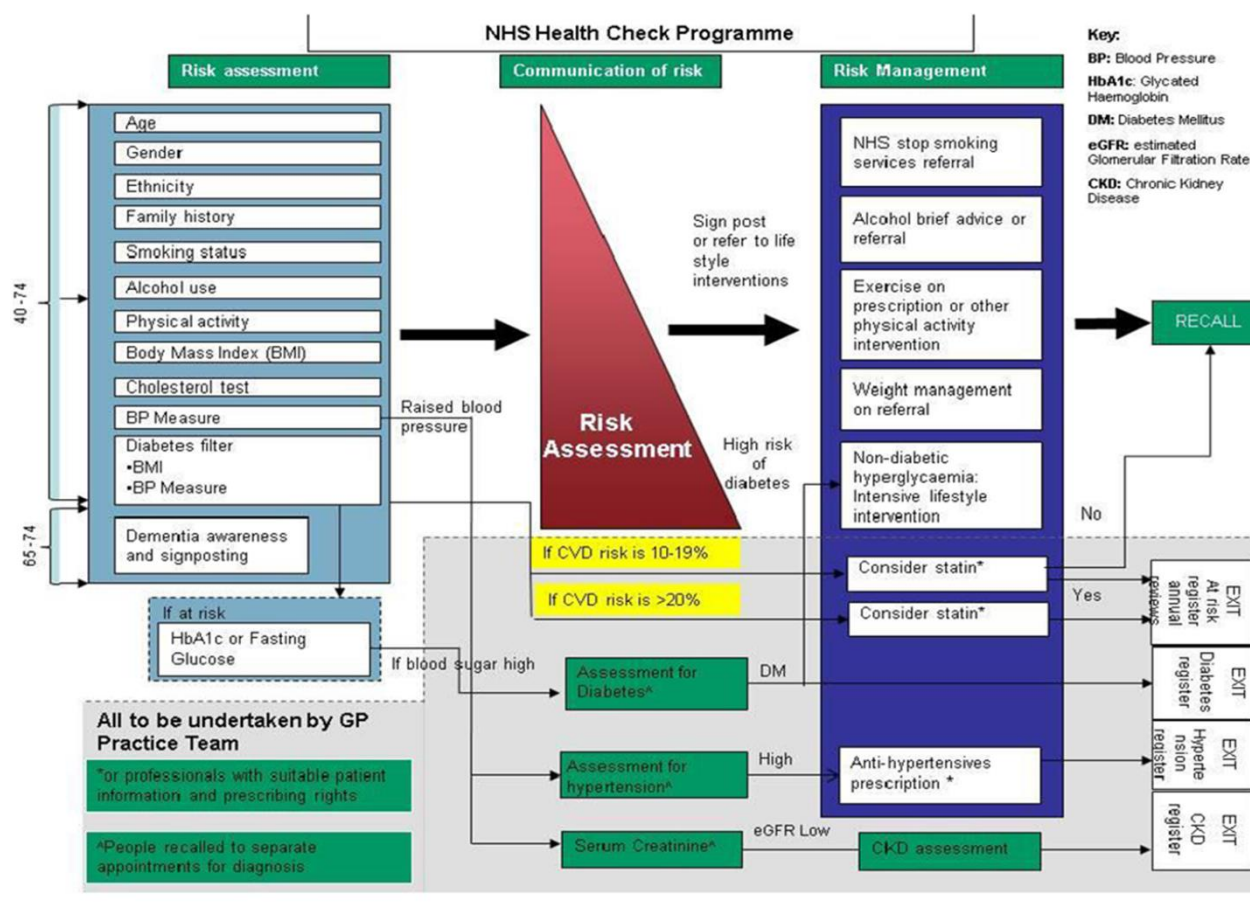 NHS Health Check Programme
Risk assessment
Communication of risk
Risk Management
Key:
BP: Blood Pressure
HbA1c: Glycated
Haemoglobin
DM: Diabetes Mellitus
eGFR: estimated
Glomerular Filtration Rate
CKD: Chronic Kidney
Disease
40-74
65-74
Age
Gender
Ethnicity
Family history
Smoking status
Alcohol use
Physical activity
Body Mass Index (BMI)
Cholesterol test
BP Measure
Diabetes filter
•BMI
•BP Measure
Dementia awareness
and signposting
If at risk
HbA1c or Fasting
Glucose
Raised blood
pressure
If blood sugar high
Risk
Assessment
Sign post
or refer to life
style
interventions
High risk
of
diabetes
NHS stop smoking
services referral
Alcohol brief advice or
referral
Exercise on
prescription or other
physical activity
intervention
Weight management
on referral
Non-diabetic
hyperglycaemia:
Intensive lifestyle
intervention
RECALL
No
Yes
If CVD risk is 10-19%
Consider statin*
If CVD risk is >20%
Consider statin*
EXIT
At risk
register
annual
reviews
Assessment for
Diabetes^
DM
EXIT
Diabetes
register
Assessment for
hypertension^
High
Anti-hypertensives
prescription *
EXIT
Hyperte
nsion
register
Serum Creatinine^
eGFR Low
CKD assessment
EXIT
CKD
register
All to be undertaken by GP
Practice Team
*or professionals with suitable patient
information and prescribing rights
^People recalled to separate
appointments for diagnosis